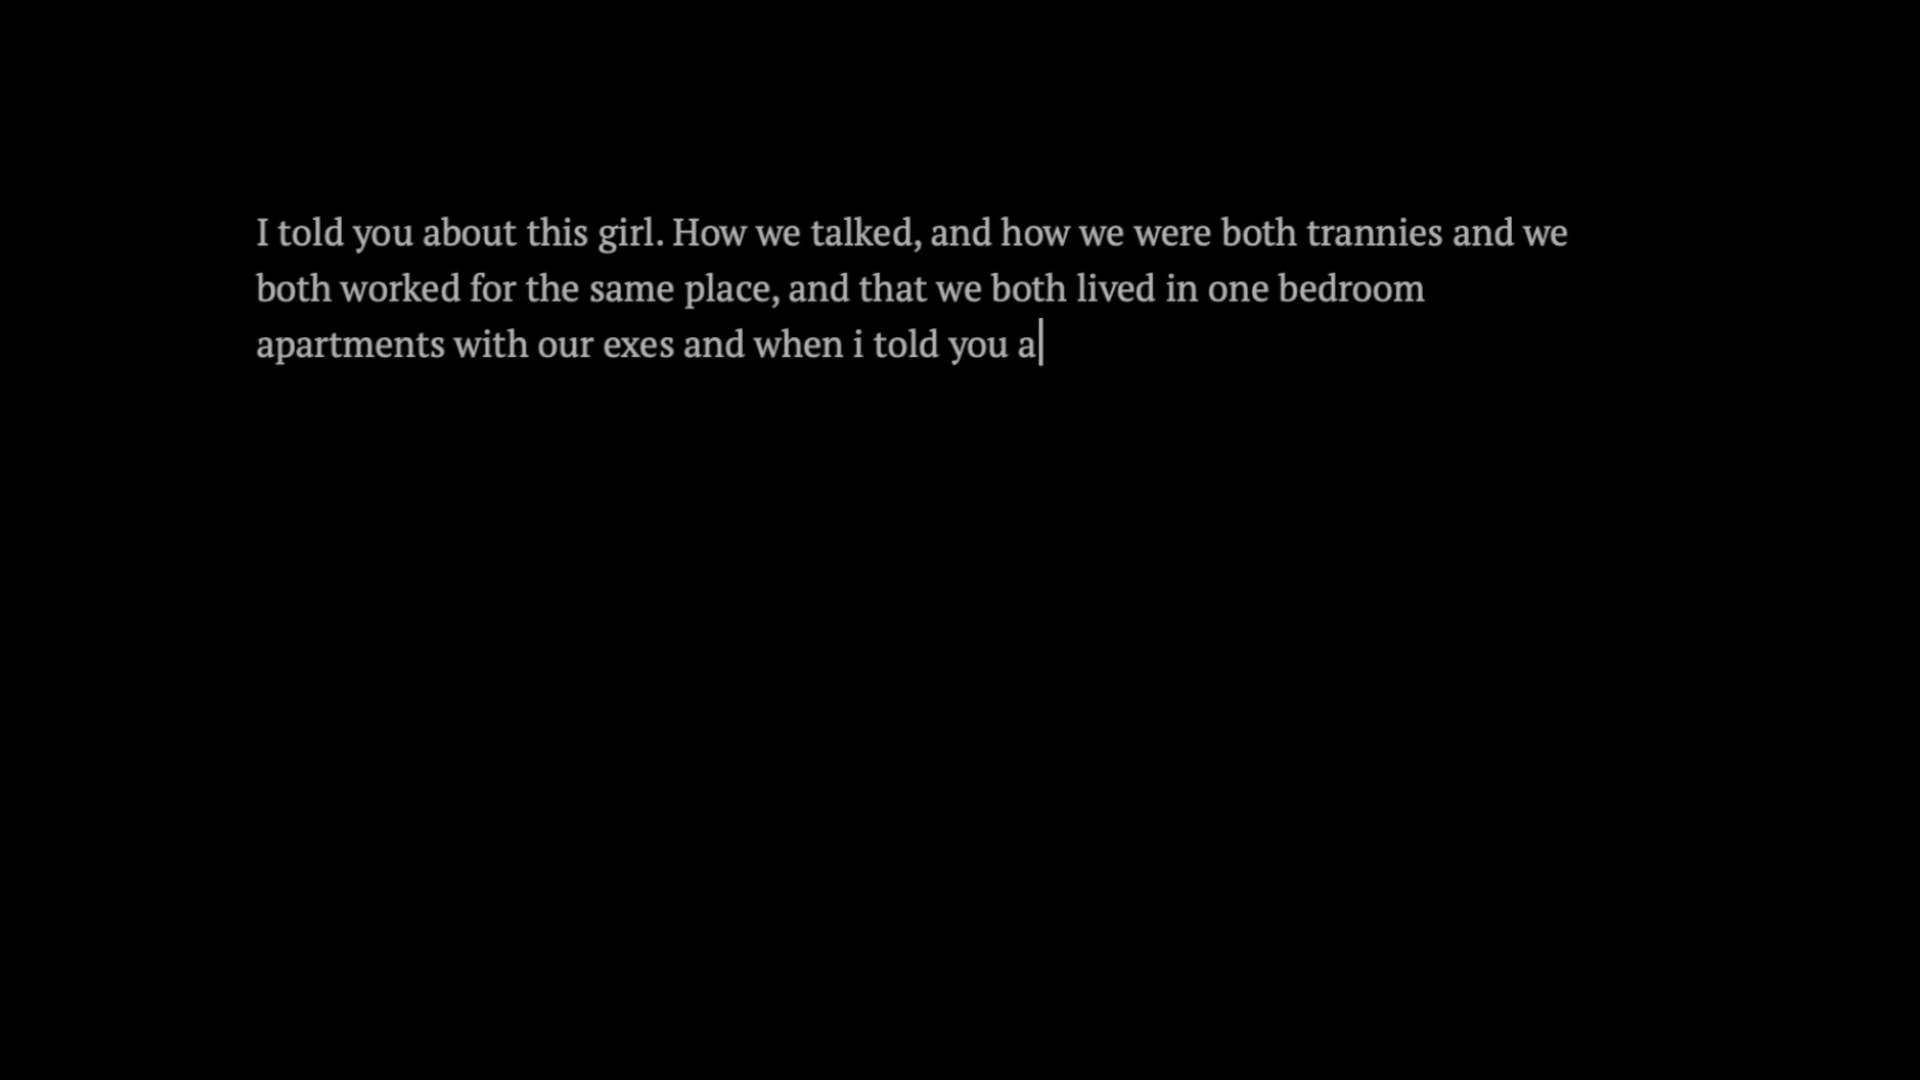 I told you about this girl. How we talked, and how we were both trannies and we
both worked for the same place, and that we both lived in one bedroom
apartments with our exes and when i told you a